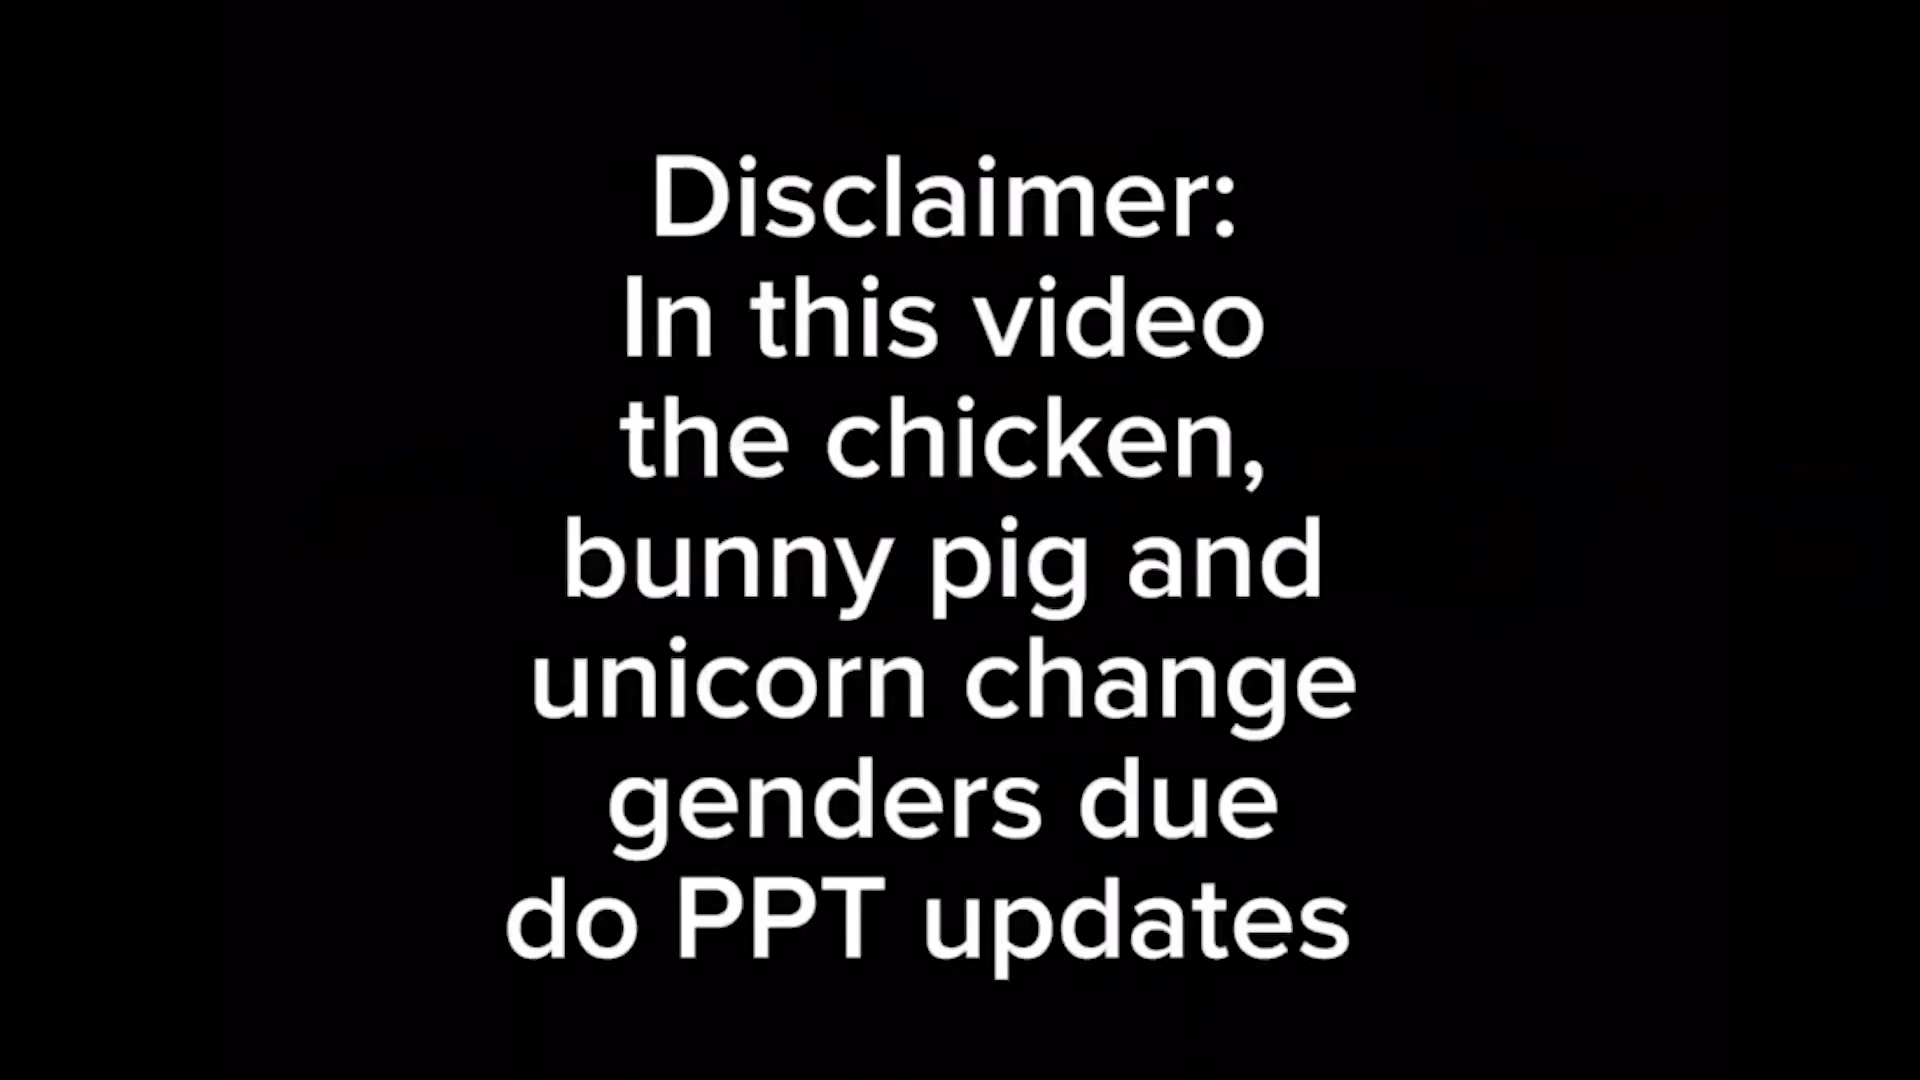 Disclaimer:
In this video
the chicken,
bunny pig and
unicorn change
genders due
do PPT updates